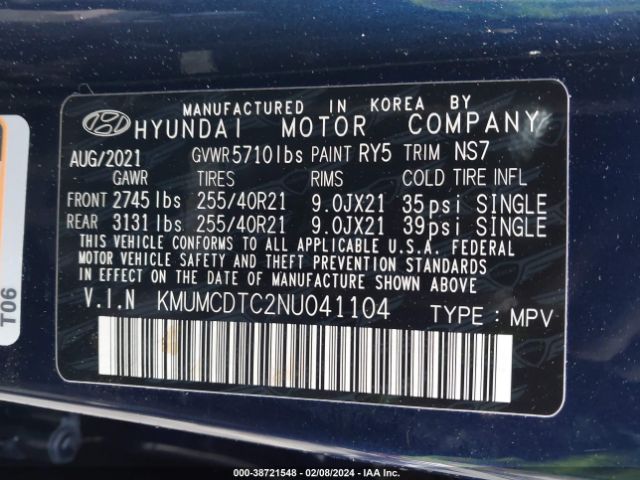 MANUFACTURED IN KOREA BY
HYUNDAI MOTOR COMPANY
AUG/2021 GVWR 5710lbs PAINT RY5 TRIM NS7
GAWR TIRES RIMS COLD TIRE INFL
FRONT 2745 lbs 255/40R21 9.0JX21 35psi SINGLE
REAR 3131 lbs 255/40R21 9.0JX21 39psi SINGLE
THIS VEHICLE CONFORMS TO ALL APPLICABLE U.S.A. FEDERAL
MOTOR VEHICLE SAFETY AND THEFT PREVENTION STANDARDS
IN EFFECT ON THE DATE OF MANUFACTURE SHOWN ABOVE
V.I.N KMUMCDTC2NU041104 TYPE : MPV
T06
000-38721548 - 02/08/2024 - IAA Inc.